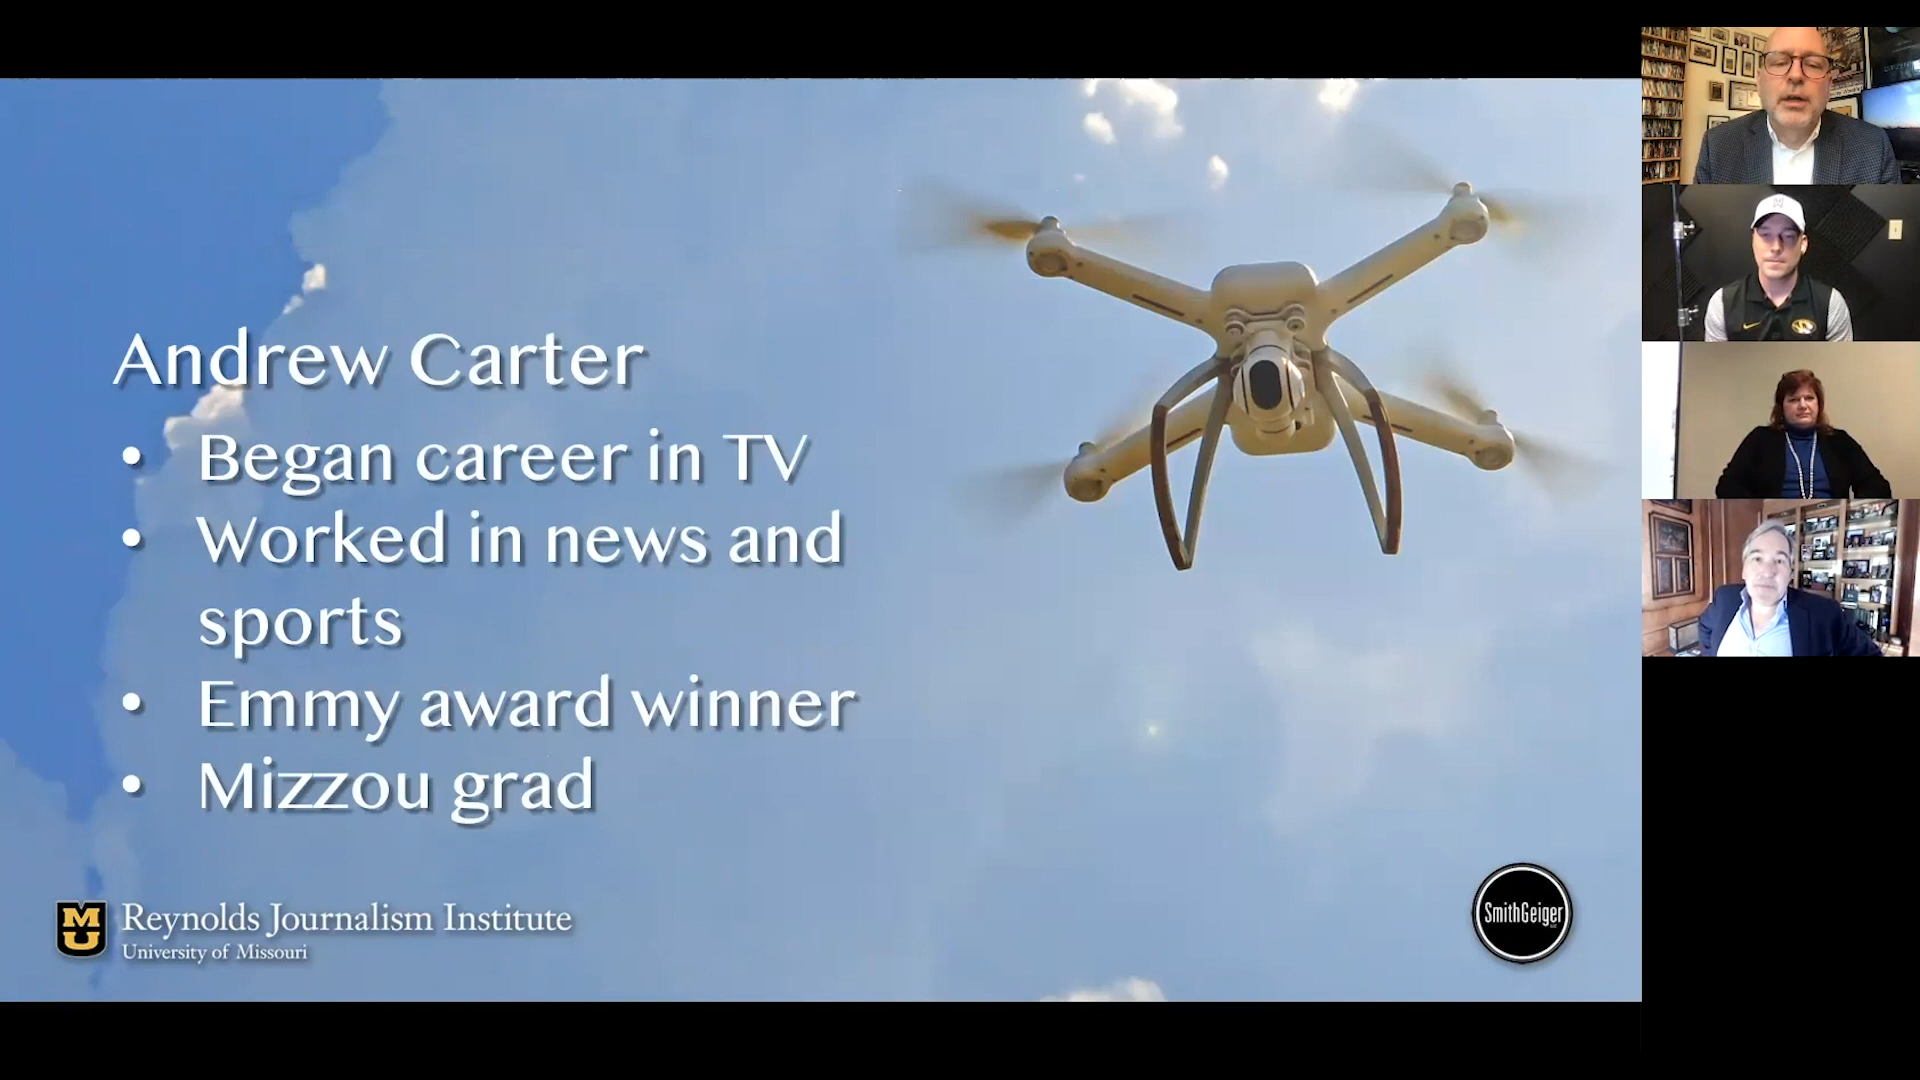 Andrew Carter
• Began career in TV
• Worked in news and
sports
• Emmy award winner
• Mizzou grad
MU
Reynolds Journalism Institute
University of Missouri
SmithGeiger